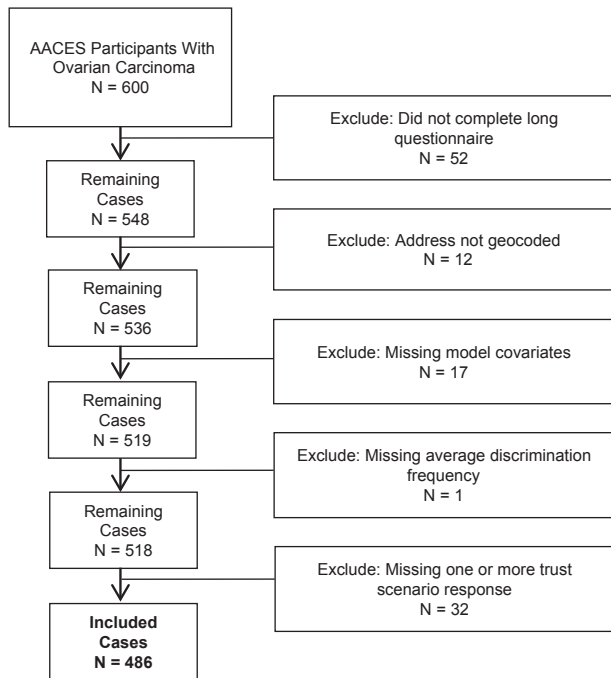 AACES Participants With
Ovarian Carcinoma
N = 600
Exclude: Did not complete long
questionnaire
N = 52
Remaining
Cases
N = 548
Exclude: Address not geocoded
N = 12
Remaining
Cases
N = 536
Exclude: Missing model covariates
N = 17
Remaining
Cases
N = 519
Exclude: Missing average discrimination
frequency
N = 1
Remaining
Cases
N = 518
Exclude: Missing one or more trust
scenario response
N = 32
Included
Cases
N = 486